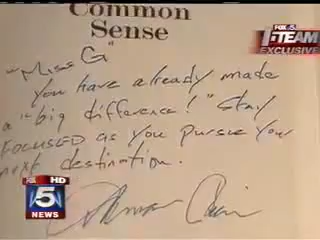 Common
Sense
FOX 5
I-TEAM
EXCLUSIVE
"Miss G"
You have already made
a "big difference!" Stay
FOCUSED as you pursue your
next destination.
FOX HD
5
NEWS